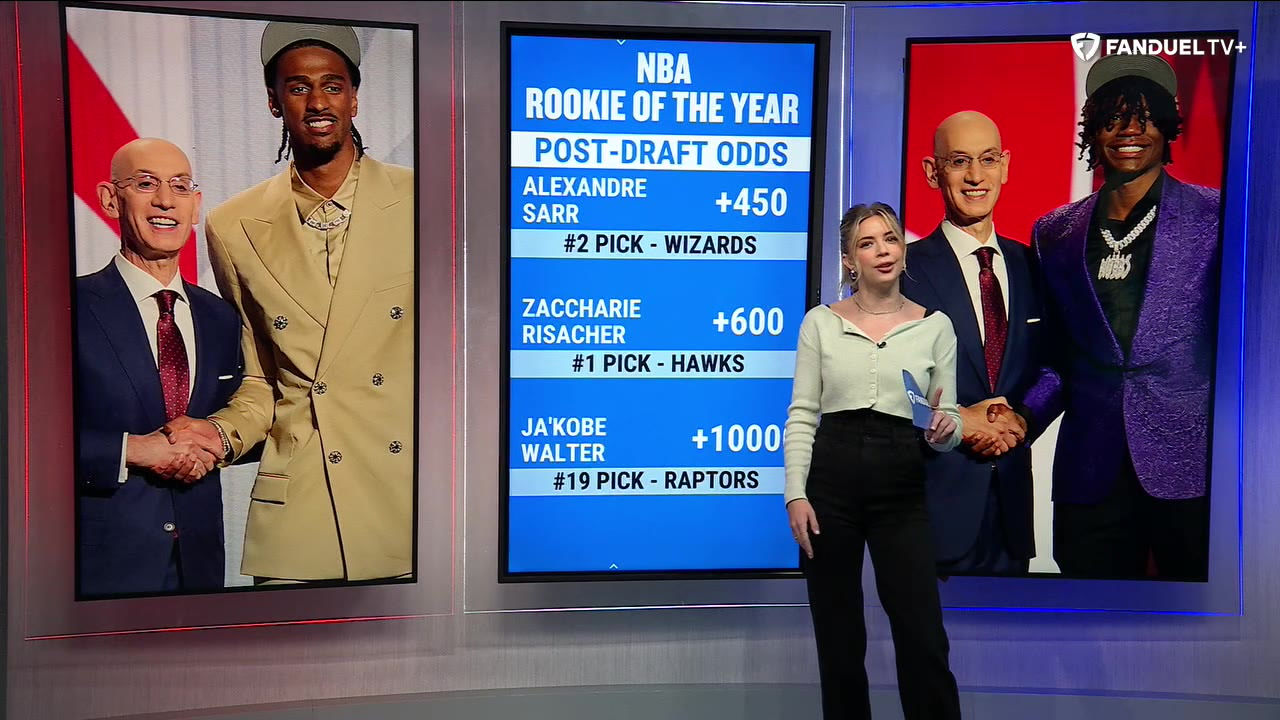 FANDUEL TV+
NBA
ROOKIE OF THE YEAR
POST-DRAFT ODDS
ALEXANDRE
SARR
+450
#2 PICK - WIZARDS
ZACCHARIE
RISACHER
+600
#1 PICK - HAWKS
JA'KOBE
WALTER
+1000
#19 PICK - RAPTORS